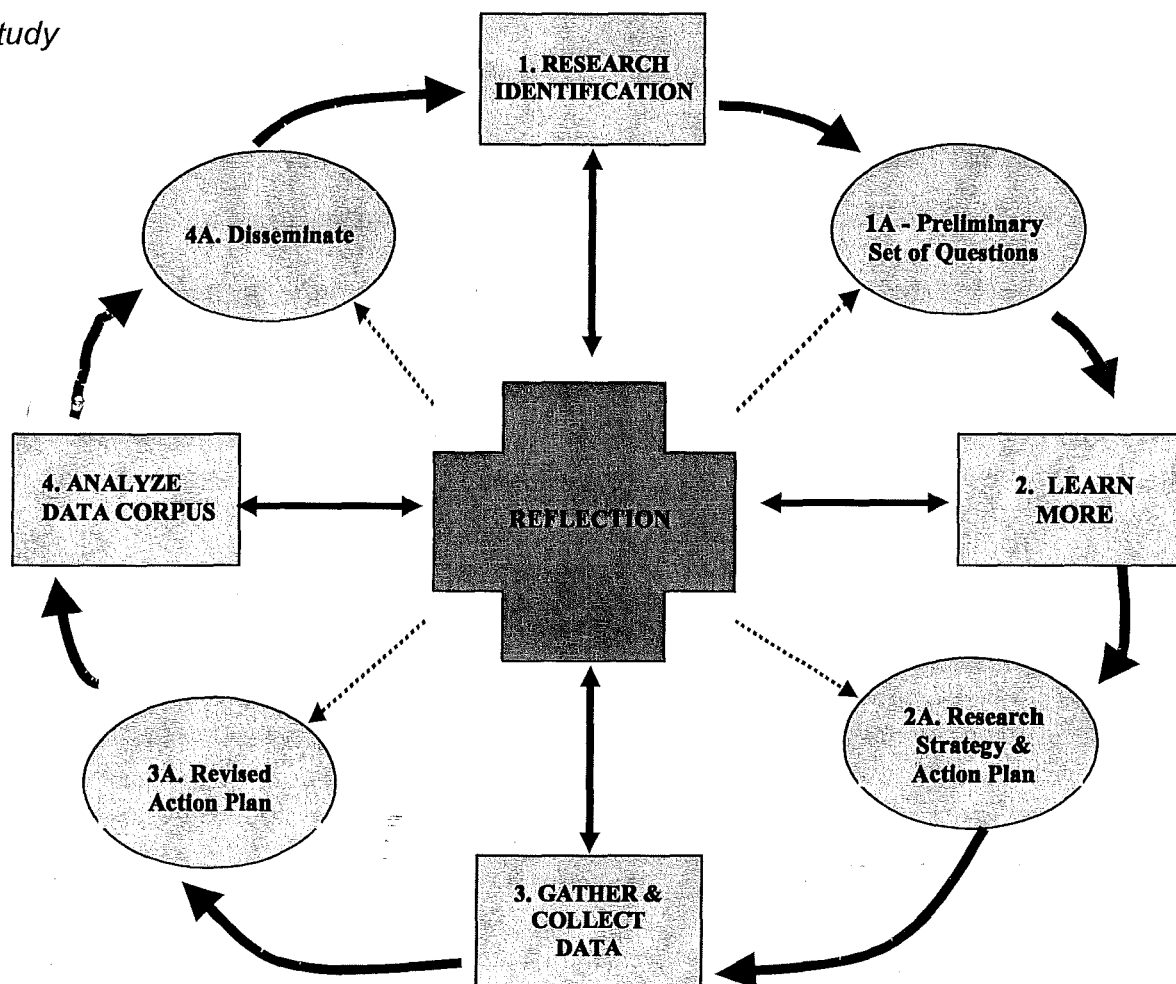 tudy
1. RESEARCH
IDENTIFICATION
1A - Preliminary
Set of Questions
2. LEARN
MORE
2A. Research
Strategy &
Action Plan
3. GATHER &
COLLECT
DATA
3A. Revised
Action Plan
4. ANALYZE
DATA CORPUS
4A. Disseminate
REFLECTION